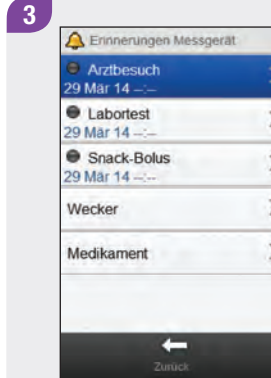 3
Erinnerungen Messgerät
Arztbesuch
29 Mär 14 --:--
Labortest
29 Mär 14 --:--
Snack-Bolus
29 Mär 14 --:--
Wecker
Medikament
Zurück